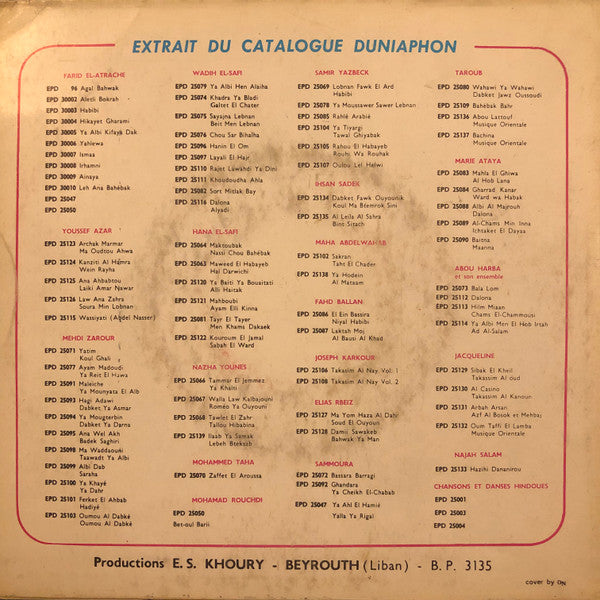 EXTRAIT DU CATALOGUE DUNIAPHON
FARID EL-ATRACHE
EPD 96 Agal Bahwak
EPD 30002 Aletli Bokrah
EPD 30003 Habibi
EPD 30004 Hikayet Gharami
EPD 30005 Ya Albi Kifaya Dak
EPD 30006 Yahlewa
EPD 30007 Ismaa
EPD 30008 Irhamni
EPD 30009 Ainaya
EPD 30010 Leh Ana Bahébak
EPD 25047
EPD 25050
YOUSSEF AZAR
EPD 25123 Archak Marmar
Ma Oudtou Ahwa
EPD 25124 Kanziti Al Hamra
Wein Rayha
EPD 25125 Ana Ahbabtou
Laiki Amar Nawar
EPD 25126 Law Ana Zahra
Soura Min Lobnan
EPD 25115 Wassiyati (Abdel Nasser)
MEHDI ZAROUR
EPD 25071 Yatim
Koul Ghali
EPD 25077 Ayam Madoudi
Ya Reit El Hawa
EPD 25091 Maleiche
Ya Mounyata El Alb
EPD 25093 Hagi Adawi
Dabket Ya Asmar
EPD 25094 Ya Mougterbin
Dabket Ya Darna
EPD 25095 Ana Wel Akh
Badek Saghiri
EPD 25098 Ma Waddaouni
Taawadt Ya Albi
EPD 25099 Albi Dab
Saraha
EPD 25100 Ya Khayé
Ya Dahr
EPD 25101 Ferket El Ahbab
Hadiyé
EPD 25103 Oumou Al Dabké
Oumou Al Dabké
WADIH EL-SAFI
EPD 25079 Ya Albi Hen Alaiha
EPD 25074 Khadra Ya Bladi
Galtet El Chater
EPD 25075 Sayajna Lebnan
Beit Men Lebnan
EPD 25076 Chou Sar Bihalha
EPD 25096 Hanin El Om
EPD 25097 Layali El Hajr
EPD 25110 Rajet Lawahdi Ya Dini
EPD 25111 Khoudoudha Ahla
EPD 25082 Sort Mitlak Bay
EPD 25116 Dalona
Alyadi
HANA EL-SAFI
EPD 25064 Maktoubak
Nassi Chou Bahébak
EPD 25063 Maweed El Habayeb
Hal Darwichi
EPD 25120 Ya Baiti Ya Bouaitati
Alli Haitak
EPD 25121 Mahboubi
Ayam Elli Kinna
EPD 25081 Tayr El Tayer
Men Khams Dakaek
EPD 25122 Kouroum El Jamal
Sabah El Ward
NAZHA YOUNES
EPD 25066 Tammar El Jemmez
Ya Khaini
EPD 25067 Walla Law Kalbajouni
Roméo Ya Ouyouni
EPD 25068 Tawlet El Zahr
Tallou Hibabina
EPD 25139 Ilaab Ya Samak
Lebeh Bteksab
MOHAMMED TAHA
EPD 25070 Zaffet El Aroussa
MOHAMAD ROUCHDI
EPD 25050
Bet-oul Barii
SAMIR YAZBECK
EPD 25069 Lobnan Fawk El Ard
Habibi
EPD 25078 Ya Moussawer Sawer Lebnan
EPD 25085 Rahlé Arabié
EPD 25104 Ya Tiyargi
Tawal Ghiyabak
EPD 25105 Rahou El Habayeb
Rouhi Wa Rouhak
EPD 25107 Oulou Lel Helwi
IHSAN SADEK
EPD 25134 Dabket Fawk Ouyounik
Koul Ma Btemirok Sini
EPD 25135 Al Leila Al Sahra
Bint Sitach
MAHA ABDELWAHAB
EPD 25102 Sakran
Taht El Chader
EPD 25138 Ya Hodein
Al Mataem
FAHD BALLAN
EPD 25086 El Ein Bassira
Niyal Habibi
EPD 25087 Laktah Moj
Al Bausi Al Khad
JOSEPH KARKOUR
EPD 25106 Takasim Al Nay Vol. 1
EPD 25108 Takasim Al Nay Vol. 2
ELIAS RBEIZ
EPD 25127 Ma Yom Haza Al Dahr
Soud El Ouyoun
EPD 25128 Damii Sawakeb
Bahwak Ya Man
SAMMOURA
EPD 25072 Bassara Barragi
EPD 25092 Ghandara
Ya Cheikh El-Chabab
EPD 25047 Ya Ahl El Hamié
Yalla Ya Rigal
TAROUB
EPD 25080 Wahawi Ya Wahawi
Dabket Jawz Oussoudi
EPD 25109 Bahébak Bahr
EPD 25136 Abou Lattouf
Musique Orientale
EPD 25137 Bachina
Musique Orientale
MARIE ATAYA
EPD 25083 Mahla El Ghiwa
Al Hob Lana
EPD 25084 Gharrad Kanar
Ward wa Habak
EPD 25088 Albi Al Majrouh
Dalona
EPD 25089 Al-Chams Min Inna
Ichtaket El Dayaa
EPD 25090 Baitna
Maanna
ABOU HARBA
et son ensemble
EPD 25073 Bala Lom
EPD 25112 Dalona
EPD 25113 Hilm Miaan
Chams El-Chammousi
EPD 25114 Ya Albi Men El Hob Irtah
Ad Al-Salam
JACQUELINE
EPD 25129 Sibak El Kheil
Takassim Al oud
EPD 25130 Al Casino
Takassim Al Kanoun
EPD 25131 Arbah Arsan
Azf Al Bosok et Mehbaj
EPD 25132 Oum Taffi El Lamba
Musique Orientale
NAJAH SALAM
EPD 25133 Hazihi Dananirou
CHANSONS ET DANSES HINDOUES
EPD 25001
EPD 25003
EPD 25004
Productions E. S. KHOURY - BEYROUTH (Liban) - B. P. 3135
cover by ON